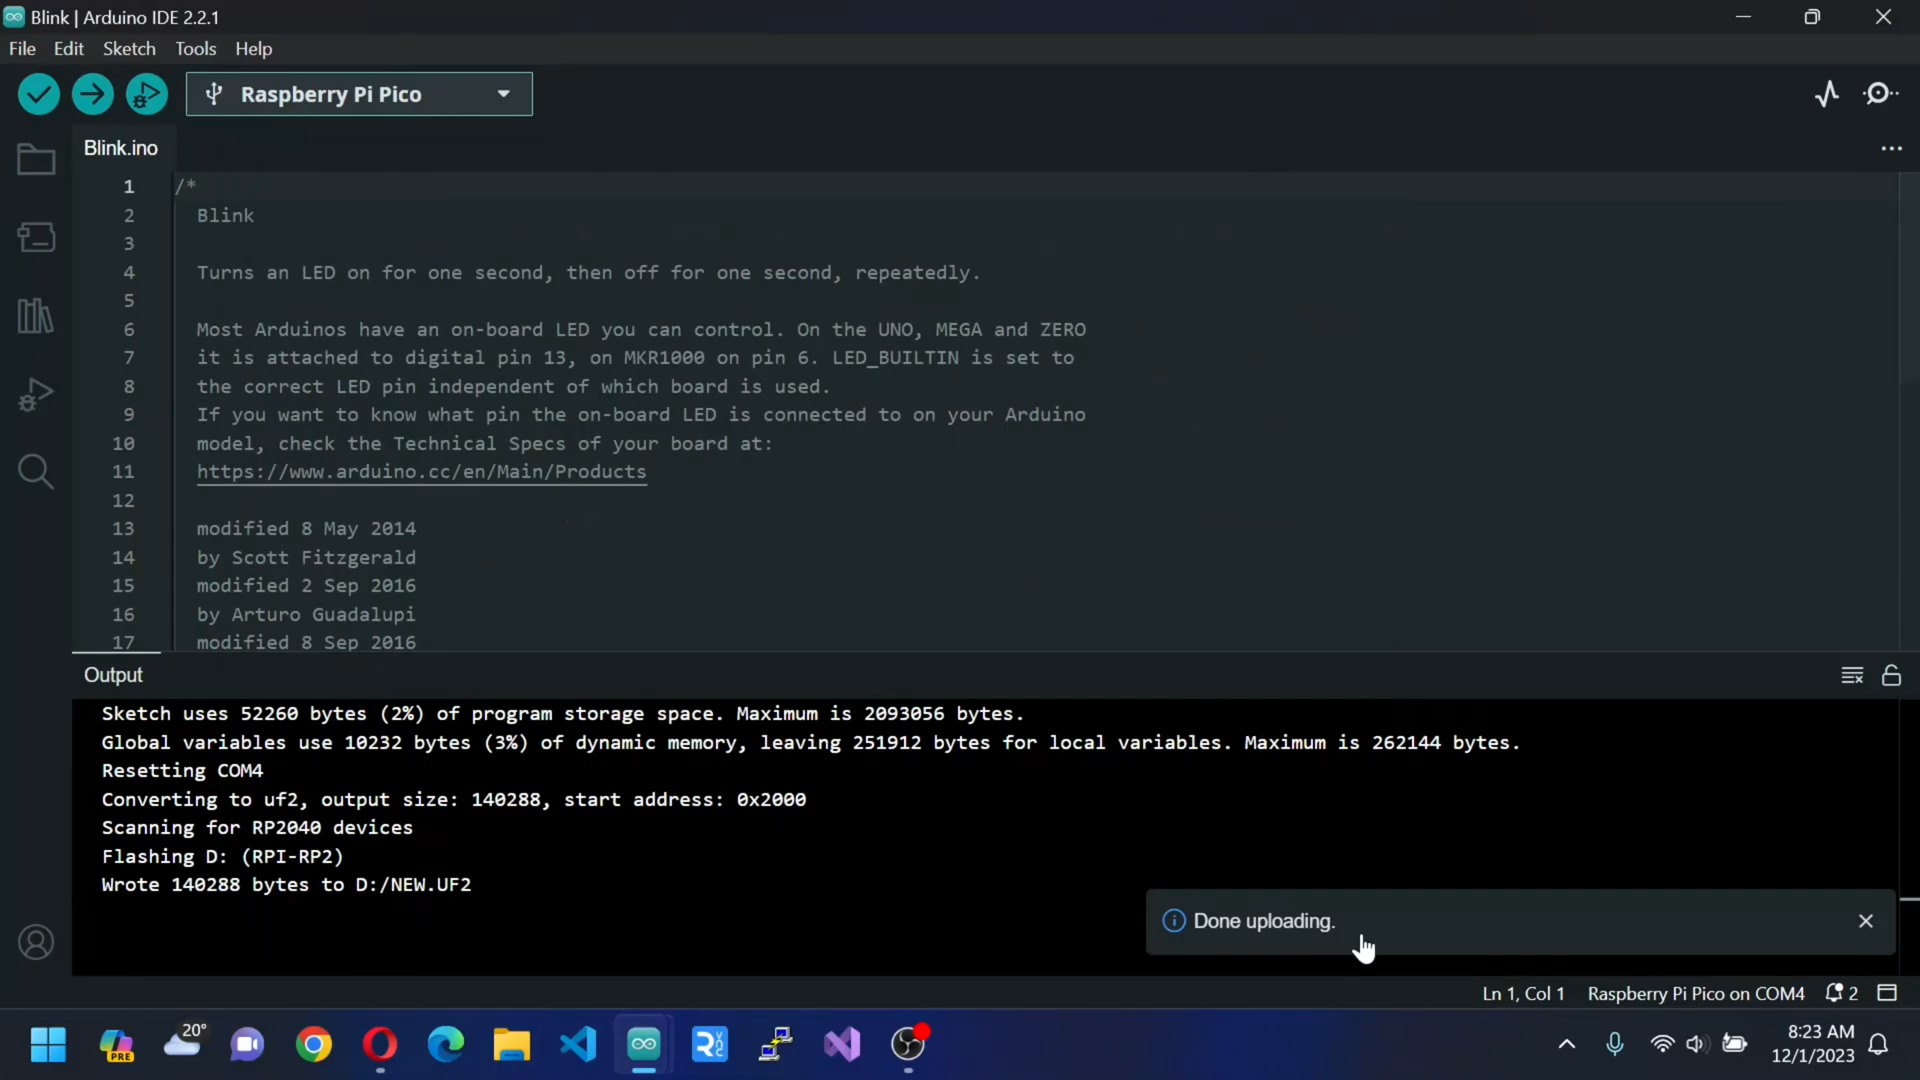 Blink | Arduino IDE 2.2.1
File Edit Sketch Tools Help
Raspberry Pi Pico
Blink.ino
1 /*
2 Blink
3
4 Turns an LED on for one second, then off for one second, repeatedly.
5
6 Most Arduinos have an on-board LED you can control. On the UNO, MEGA and ZERO
7 it is attached to digital pin 13, on MKR1000 on pin 6. LED_BUILTIN is set to
8 the correct LED pin independent of which board is used.
9 If you want to know what pin the on-board LED is connected to on your Arduino
10 model, check the Technical Specs of your board at:
11 https://www.arduino.cc/en/Main/Products
12
13 modified 8 May 2014
14 by Scott Fitzgerald
15 modified 2 Sep 2016
16 by Arturo Guadalupi
17 modified 8 Sep 2016
Output
Sketch uses 52260 bytes (2%) of program storage space. Maximum is 2093056 bytes.
Global variables use 10232 bytes (3%) of dynamic memory, leaving 251912 bytes for local variables. Maximum is 262144 bytes.
Resetting COM4
Converting to uf2, output size: 140288, start address: 0x2000
Scanning for RP2040 devices
Flashing D: (RPI-RP2)
Wrote 140288 bytes to D:/NEW.UF2
Done uploading.
Ln 1, Col 1 Raspberry Pi Pico on COM4 2
PRE
20°
8:23 AM
12/1/2023